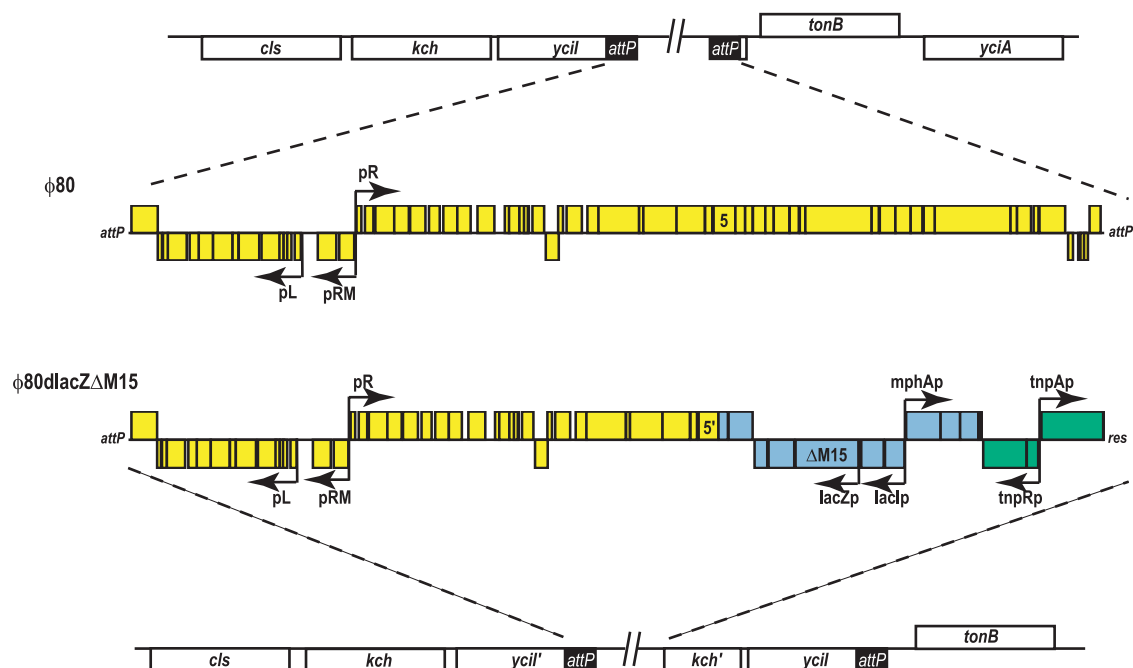 tonB
cls kch ycil attP // attP yciA
ϕ80
pR
attP 5 attP
pL pRM
ϕ80dlacZΔM15
pR mphAp tnpAp
attP 5' res
ΔM15
pL pRM lacZp lacIp tnpRp
tonB
cls kch ycil' attP // kch' ycil attP